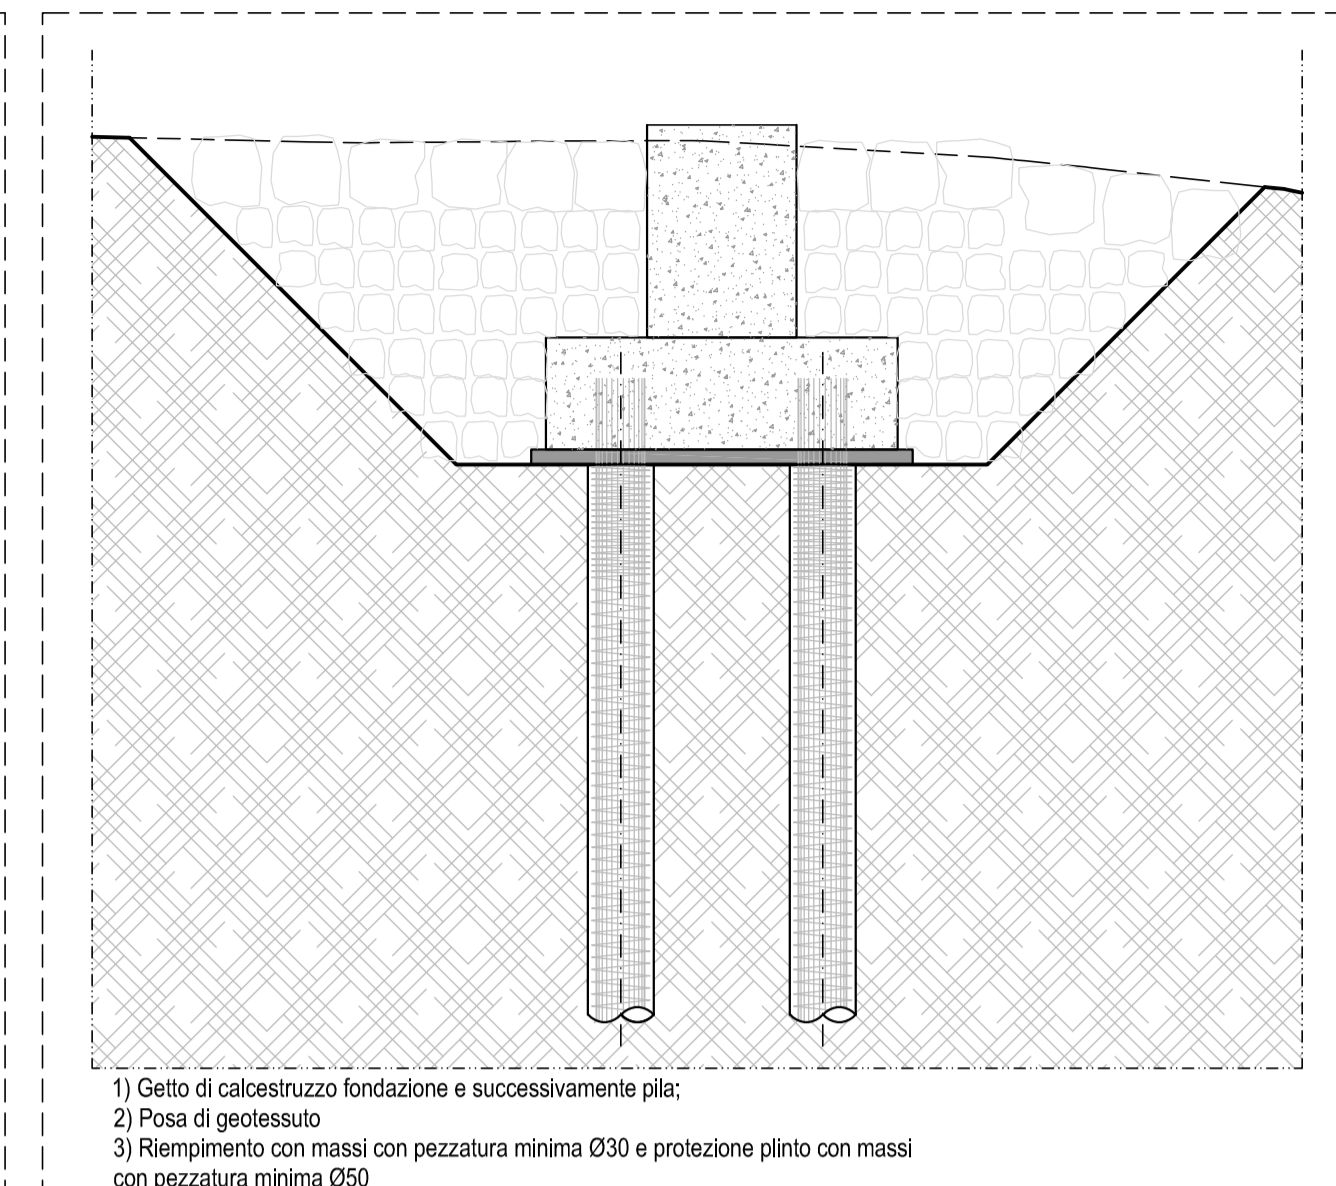 1) Getto di calcestruzzo fondazione e successivamente pila;
2) Posa di geotessuto
3) Riempimento con massi con pezzatura minima Ø30 e protezione plinto con massi
con pezzatura minima Ø50